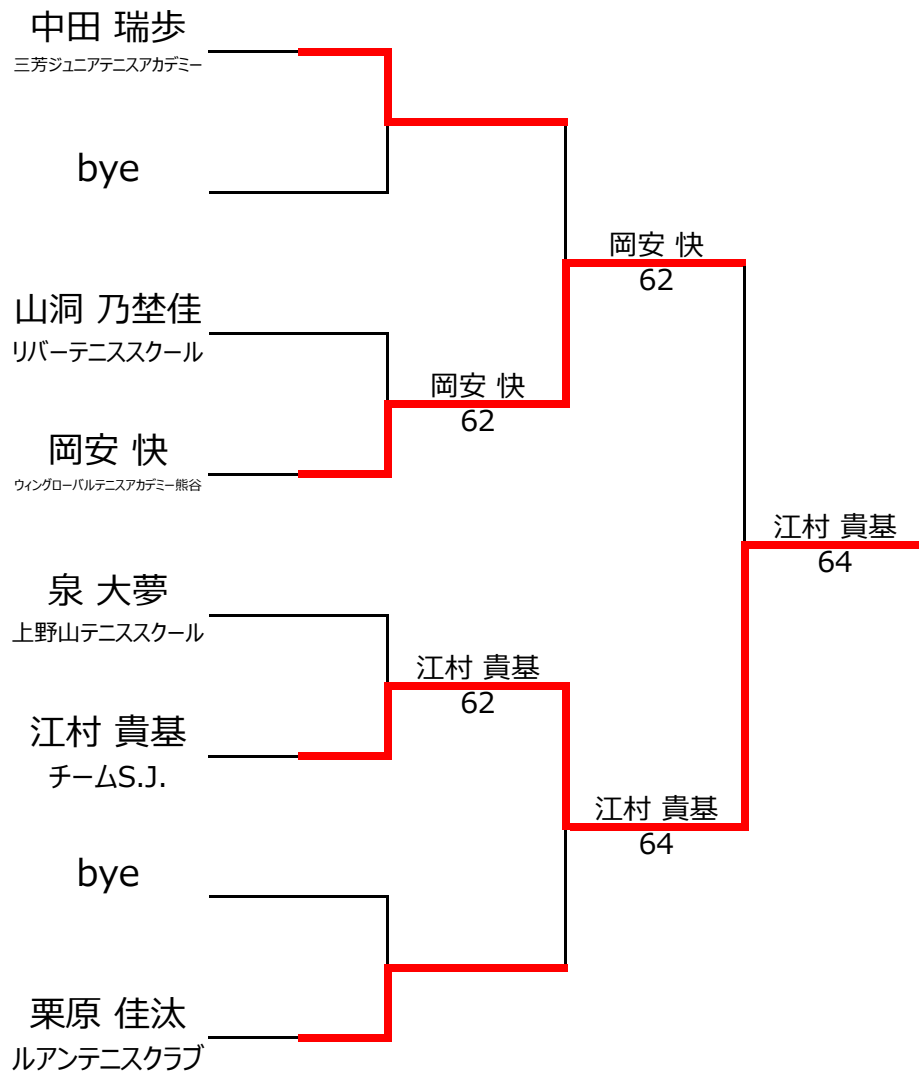 中田 瑞歩
三芳ジュニアテニスアカデミー
bye
山洞 乃埜佳
リバーテニススクール
岡安 快
ウィングローバルテニスアカデミー熊谷
泉 大夢
上野山テニススクール
江村 貴基
チームS.J.
bye
栗原 佳汰
ルアンテニスクラブ
岡安 快
62
江村 貴基
62
岡安 快
62
江村 貴基
64
江村 貴基
64